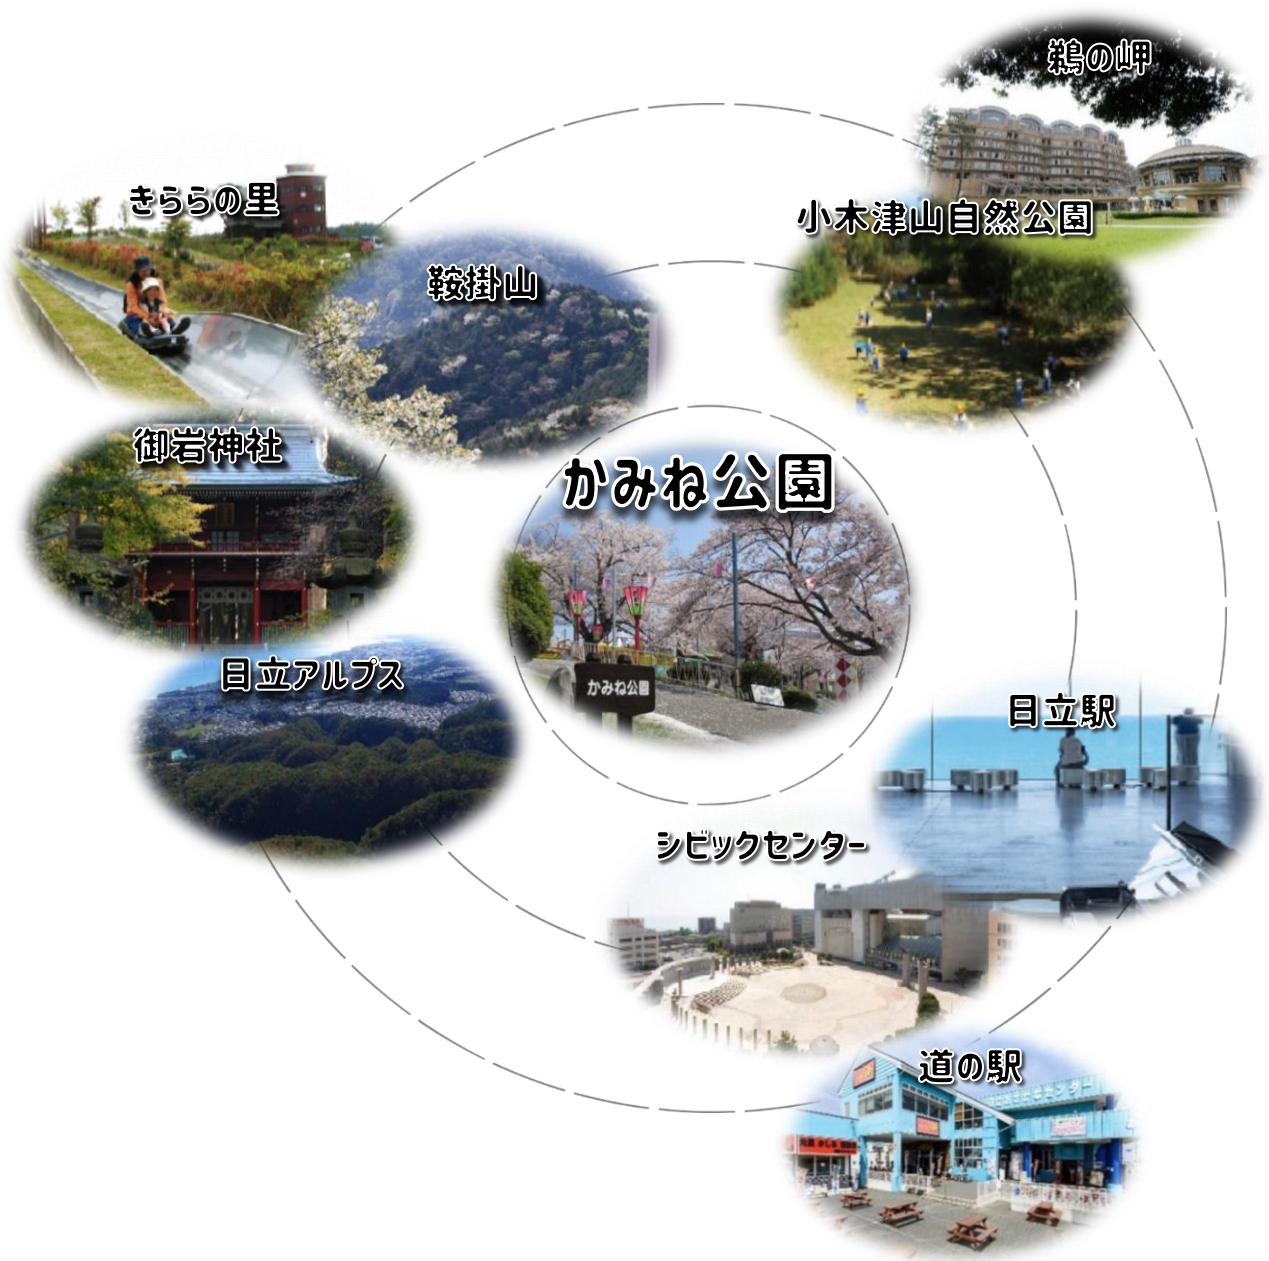 鵜の岬
きららの里
小木津山自然公園
鞍掛山
御岩神社
かみね公園
かみね公園
日立アルプス
日立駅
シビックセンター
道の駅